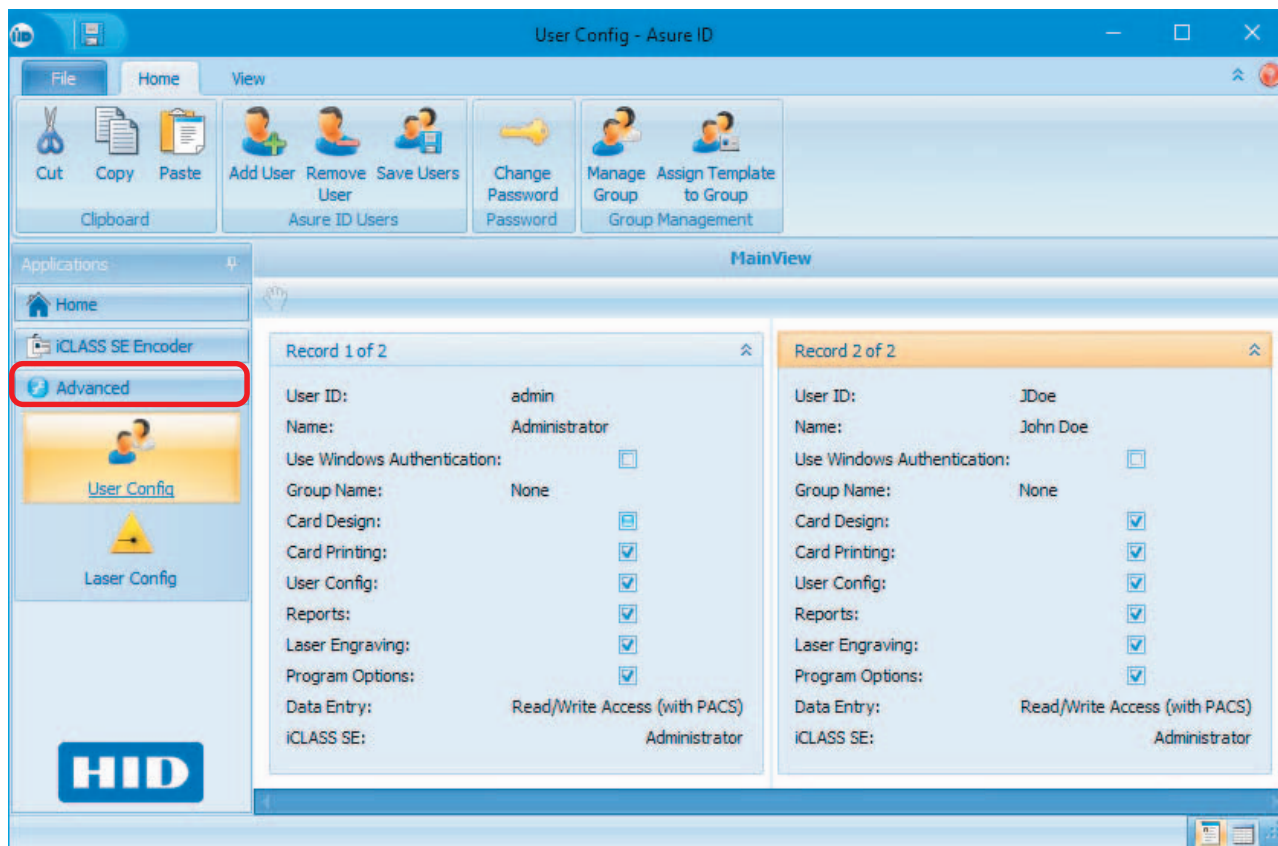 User Config - Asure ID
File Home View
Cut Copy Paste Add User Remove User Save Users Change Password Manage Group Assign Template to Group
Clipboard Asure ID Users Password Group Management
Applications
MainView
Home
iCLASS SE Encoder
Advanced
User Config
Laser Config
HID
Record 1 of 2
User ID: admin
Name: Administrator
Use Windows Authentication:
Group Name: None
Card Design:
Card Printing:
User Config:
Reports:
Laser Engraving:
Program Options:
Data Entry: Read/Write Access (with PACS)
iCLASS SE: Administrator
Record 2 of 2
User ID: JDoe
Name: John Doe
Use Windows Authentication:
Group Name: None
Card Design:
Card Printing:
User Config:
Reports:
Laser Engraving:
Program Options:
Data Entry: Read/Write Access (with PACS)
iCLASS SE: Administrator